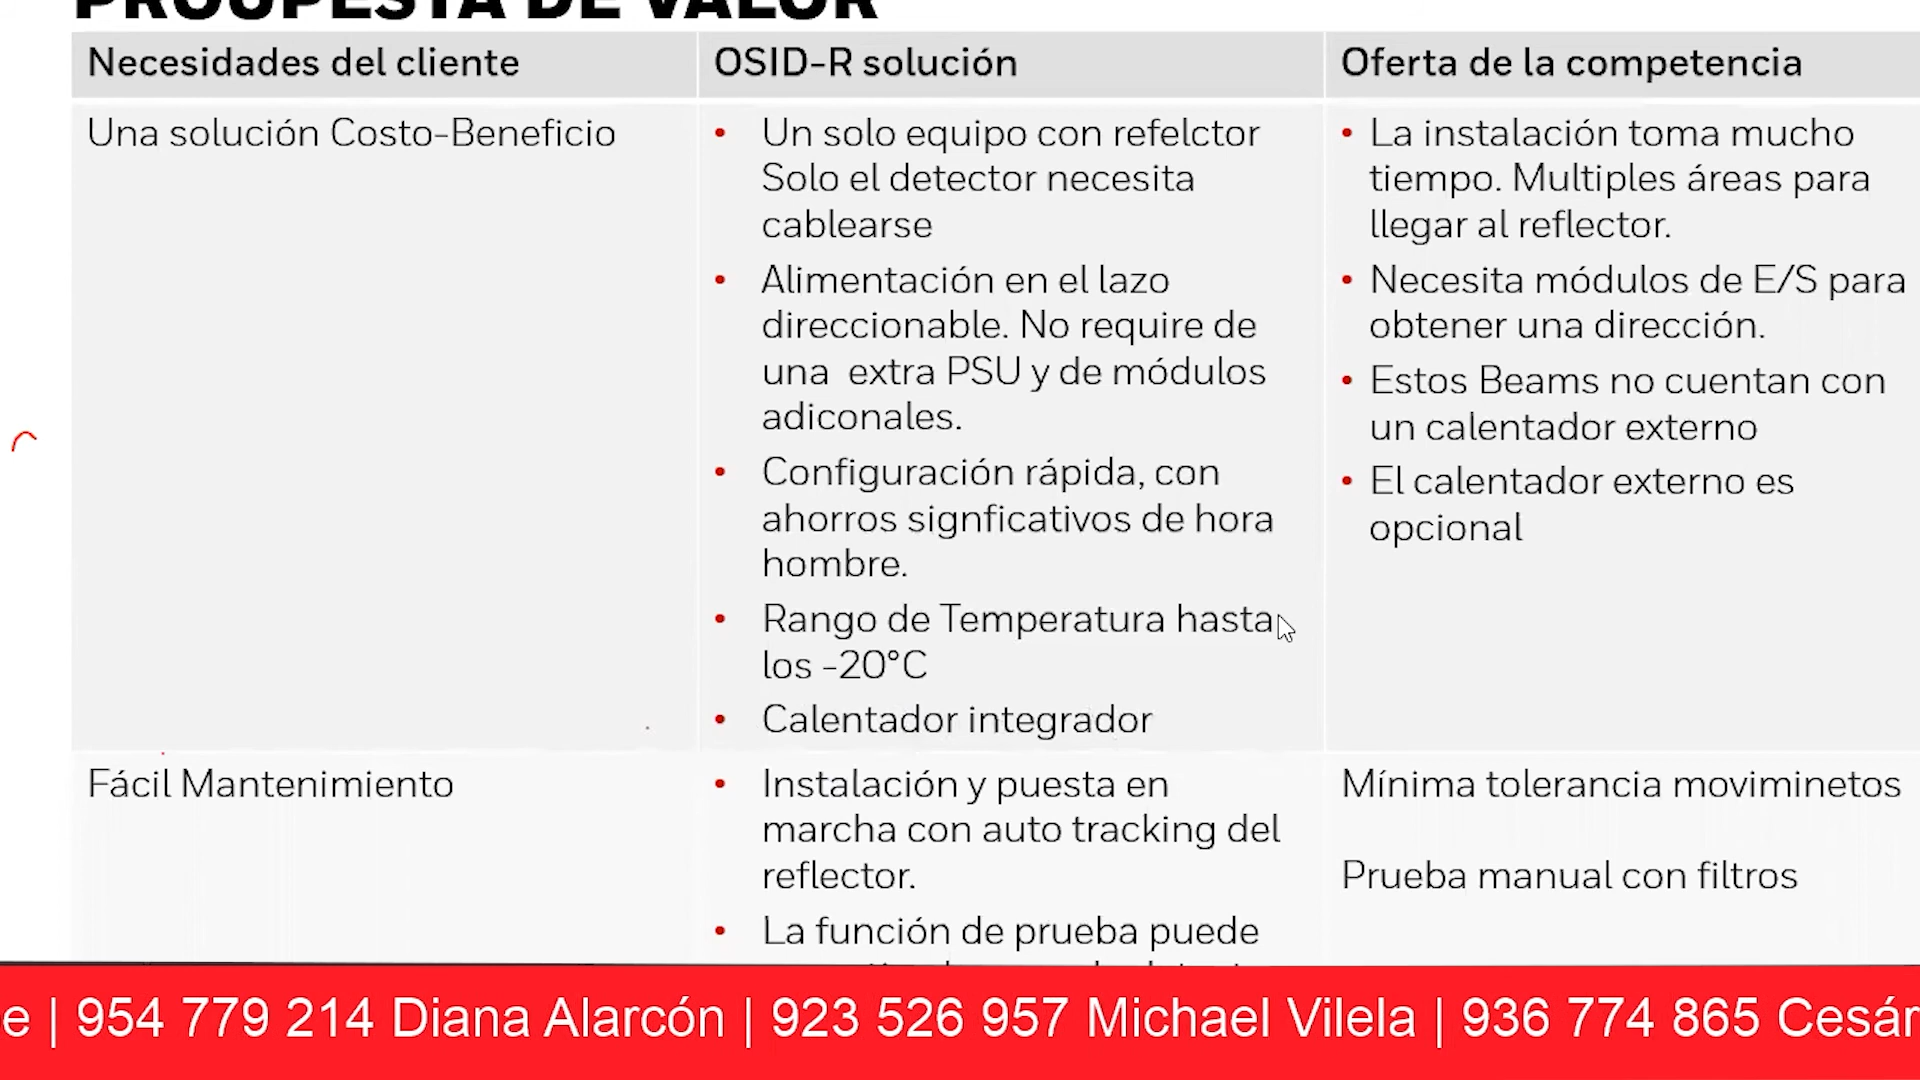 PROUPESTA DE VALOR
Necesidades del cliente
OSID-R solución
Oferta de la competencia
Una solución Costo-Beneficio
• Un solo equipo con refelctor
Solo el detector necesita
cablearse
• Alimentación en el lazo
direccionable. No require de
una extra PSU y de módulos
adiconales.
• Configuración rápida, con
ahorros signficativos de hora
hombre.
• Rango de Temperatura hasta
los -20°C
• Calentador integrador
• La instalación toma mucho
tiempo. Multiples áreas para
llegar al reflector.
• Necesita módulos de E/S para
obtener una dirección.
• Estos Beams no cuentan con
un calentador externo
• El calentador externo es
opcional
Fácil Mantenimiento
• Instalación y puesta en
marcha con auto tracking del
reflector.
• La función de prueba puede
Mínima tolerancia moviminetos
Prueba manual con filtros
e | 954 779 214 Diana Alarcón | 923 526 957 Michael Vilela | 936 774 865 Cesár